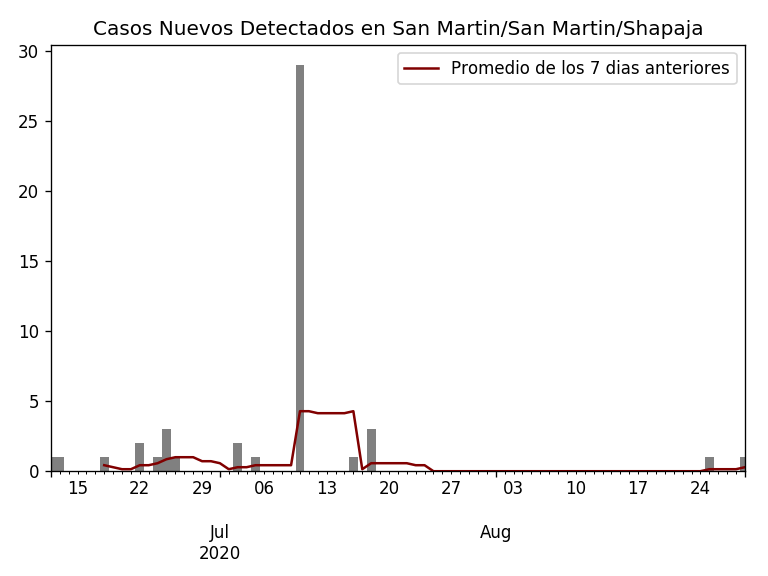 Casos Nuevos Detectados en San Martin/San Martin/Shapaja
Promedio de los 7 dias anteriores
30
25
20
15
10
5
0
15 22 29 06 13 20 27 03 10 17 24
Jul Aug
2020